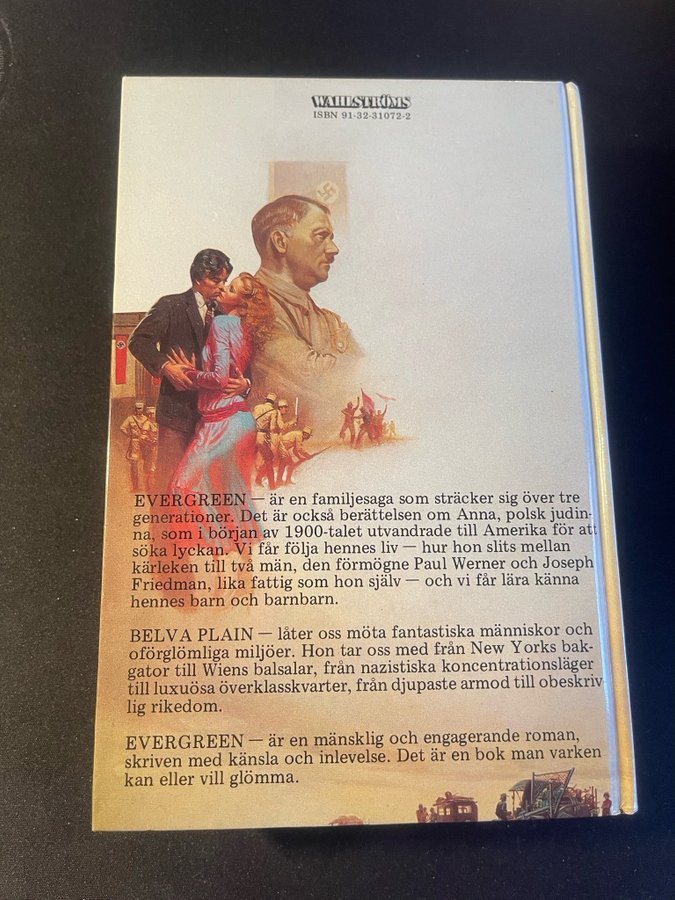 WAHLSTRÖMS
ISBN 91-32-31072-2
EVERGREEN — är en familjesaga som sträcker sig över tre
generationer. Det är också berättelsen om Anna, polsk judin-
na, som i början av 1900-talet utvandrade till Amerika för att
söka lyckan. Vi får följa hennes liv — hur hon slits mellan
kärleken till två män, den förmögne Paul Werner och Joseph
Friedman, lika fattig som hon själv — och vi får lära känna
hennes barn och barnbarn.
BELVA PLAIN — låter oss möta fantastiska människor och
oförglömliga miljöer. Hon tar oss med från New Yorks bak-
gator till Wiens balsalar, från nazistiska koncentrationsläger
till luxuösa överklasskvarter, från djupaste armod till obeskriv
lig rikedom.
EVERGREEN — är en mänsklig och engagerande roman,
skriven med känsla och inlevelse. Det är en bok man varken
kan eller vill glömma.